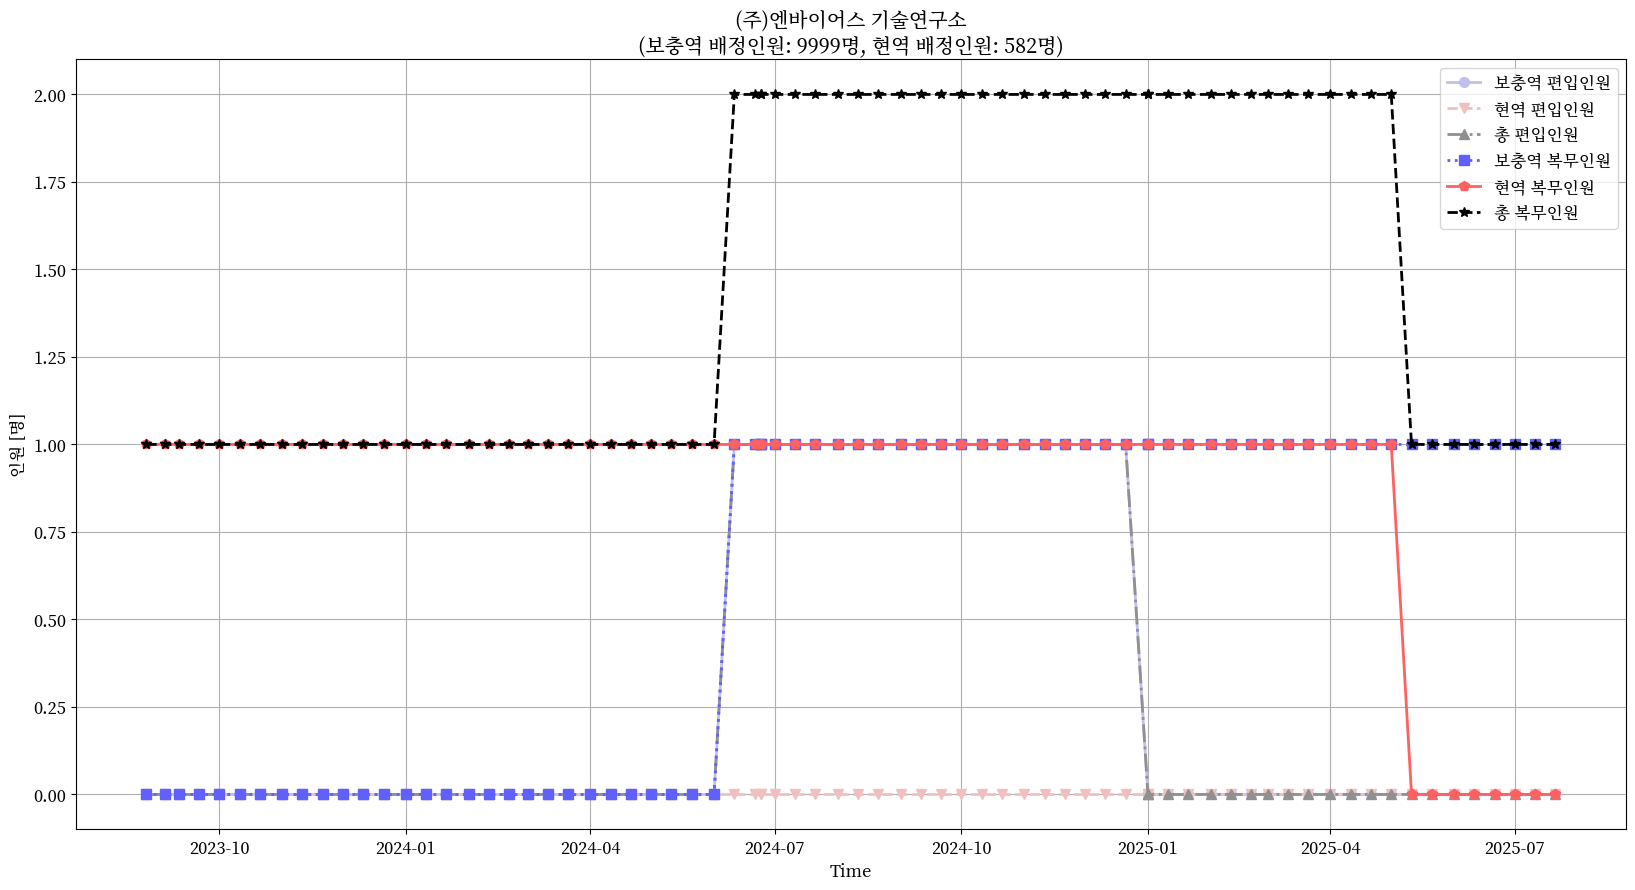 (주)엔바이어스 기술연구소
(보충역 배정인원: 9999명, 현역 배정인원: 582명)
보충역 편입인원
현역 편입인원
총 편입인원
보충역 복무인원
현역 복무인원
총 복무인원
2.00
1.75
1.50
1.25
1.00
0.75
0.50
0.25
0.00
인원 [명]
2023-10
2024-01
2024-04
2024-07
2024-10
2025-01
2025-04
2025-07
Time